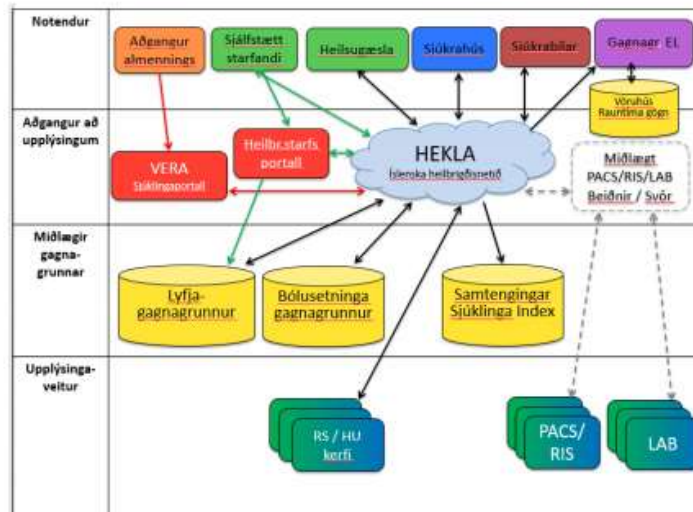 Notendur
Aðgangur
almennings
Sjálfstætt
starfandi
Heilsugæsla
Sjúkrahús
Sjúkrabílar
Gagnagr EL
Vöruhús
Rauntíma gögn
Aðgangur að
upplýsingum
VERA
Sjúklingaportall
Heilbr.starfs
portall
HEKLA
Íslenska heilbrigðisnetið
Miðlægt
PACS/RIS/LAB
Beiðnir / Svör
Miðlægir
gagna-
grunnar
Lyfja-
gagnagrunnur
Bólusetninga
gagnagrunnur
Samtengingar
Sjúklinga Index
Upplýsinga-
veitur
RS / HU
kerfi
PACS/
RIS
LAB